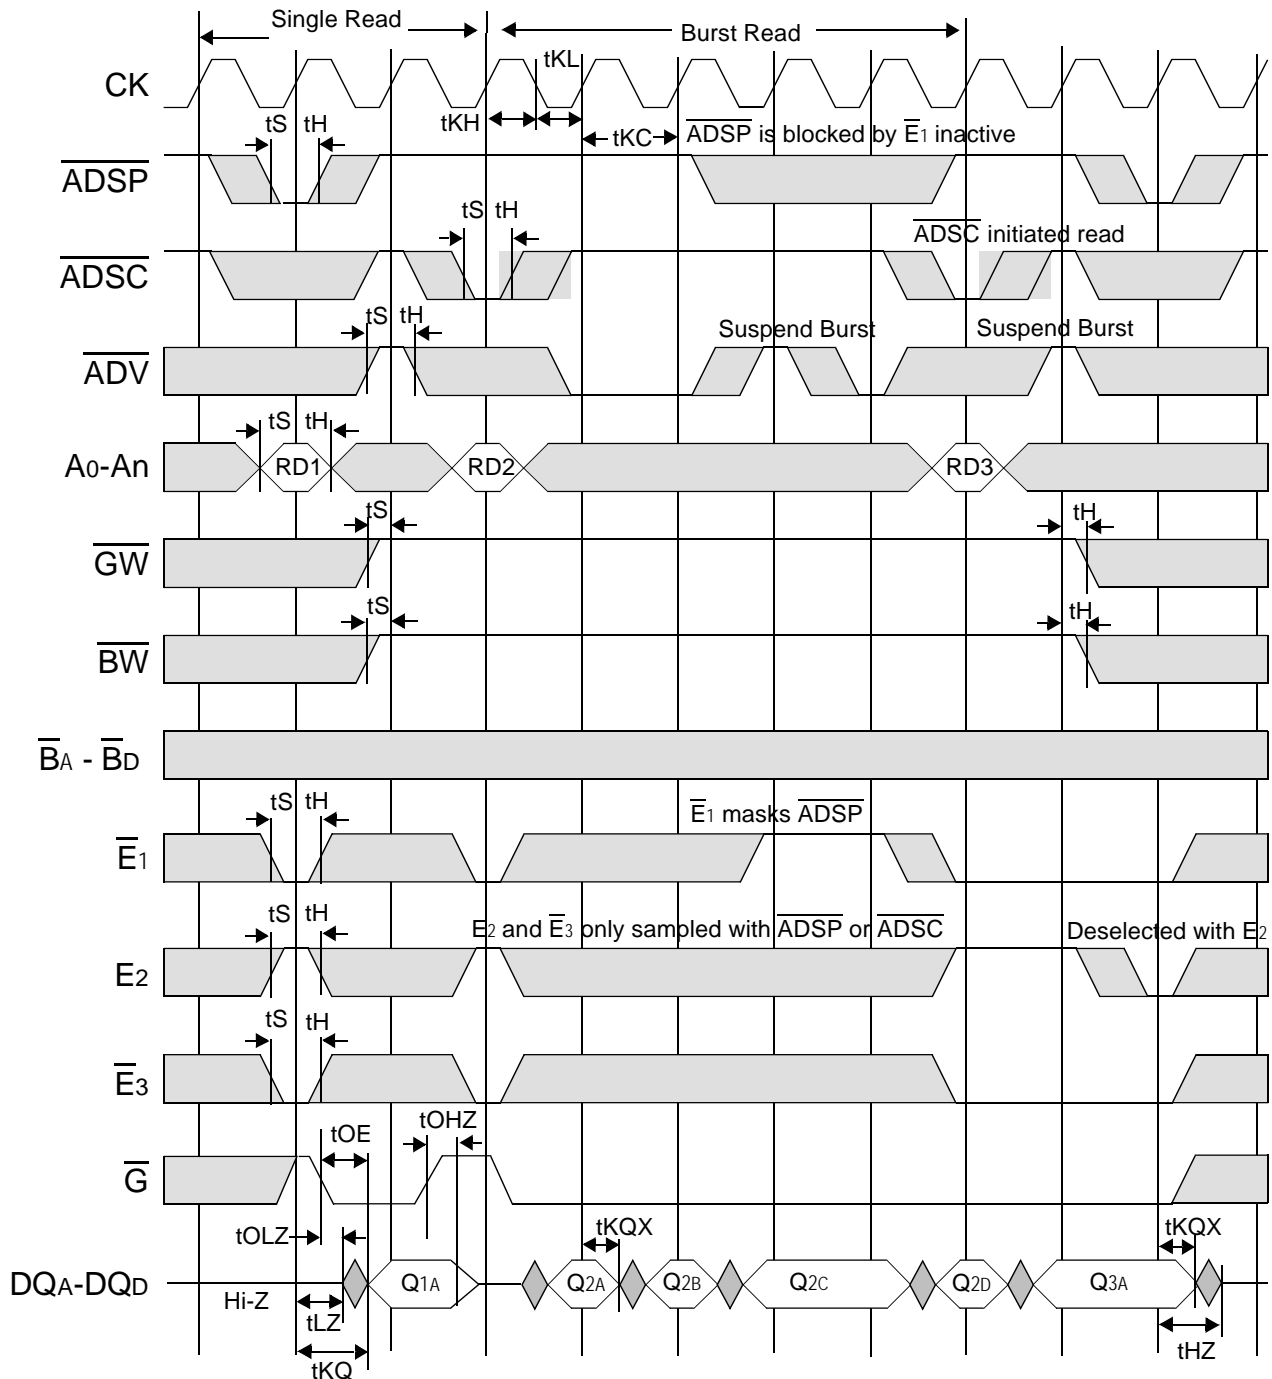 Single Read
Burst Read
CK
tKL
tKH
tKC
ADSP is blocked by E1 inactive
tS tH
ADSP
tS tH
ADSC initiated read
ADSC
tS tH
Suspend Burst
Suspend Burst
ADV
tS tH
A0-An
RD1
RD2
RD3
tS
tH
GW
tS
tH
BW
BA - BD
tS tH
E1 masks ADSP
E1
tS tH
E2 and E3 only sampled with ADSP or ADSC
Deselected with E2
E2
tS tH
E3
tOE
tOHZ
G
tOLZ
tKQX
tKQX
DQA-DQD
Q1A
Q2A
Q2B
Q2C
Q2D
Q3A
Hi-Z
tLZ
tHZ
tKQ